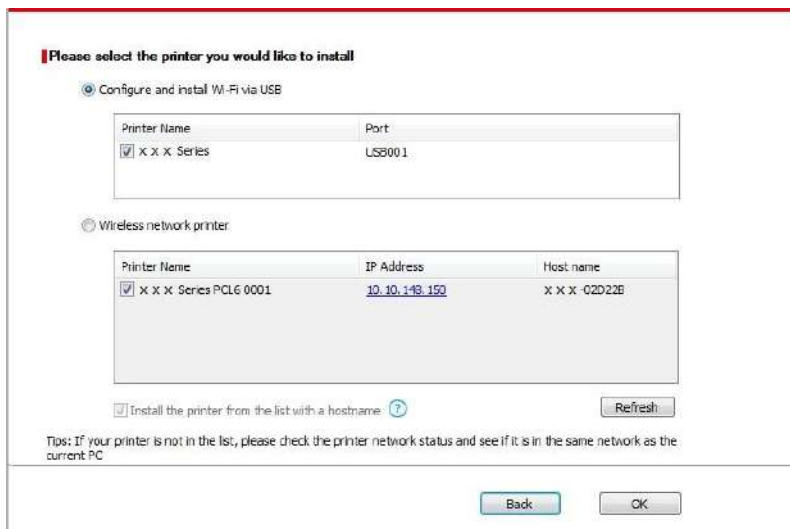 Please select the printer you would like to install
Configure and install Wi-Fi via USB
Printer Name Port
X X X Series USB001
Wireless network printer
Printer Name IP Address Host name
X X X Series PCL6 0001 10.10.148.150 X X X -02D22B
Install the printer from the list with a hostname ?
Refresh
Tips: If your printer is not in the list, please check the printer network status and see if it is in the same network as the
current PC
Back OK